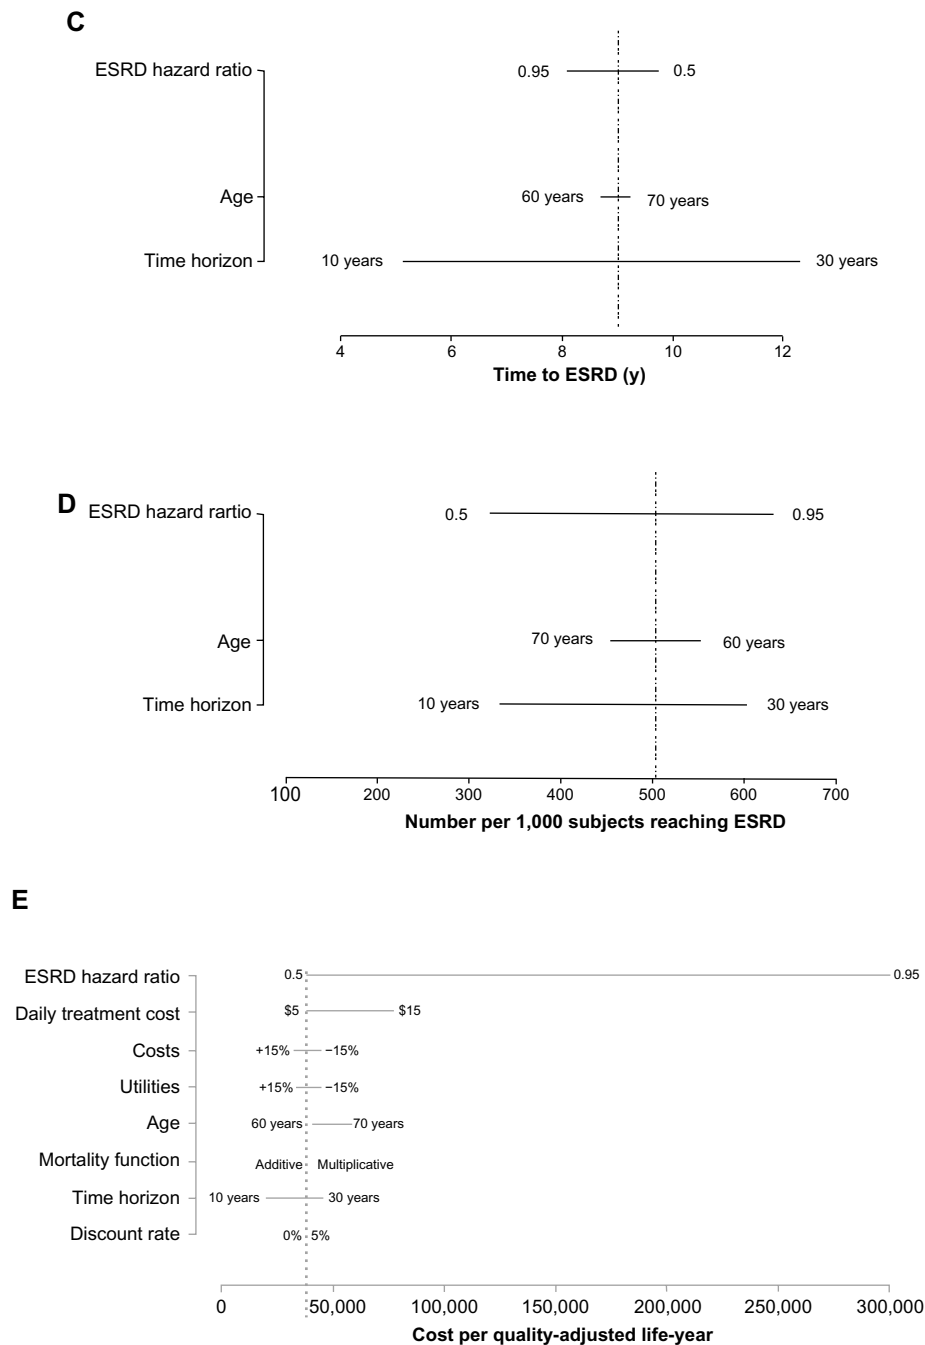 C
ESRD hazard ratio
0.95
0.5
Age
60 years
70 years
Time horizon
10 years
30 years
4 6 8 10 12
Time to ESRD (y)
D
ESRD hazard rartio
0.5
0.95
Age
70 years
60 years
Time horizon
10 years
30 years
100 200 300 400 500 600 700
Number per 1,000 subjects reaching ESRD
E
ESRD hazard ratio
0.5
0.95
Daily treatment cost
$5
$15
Costs
+15%
−15%
Utilities
+15%
−15%
Age
60 years
70 years
Mortality function
Additive
Multiplicative
Time horizon
10 years
30 years
Discount rate
0%
5%
0 50,000 100,000 150,000 200,000 250,000 300,000
Cost per quality-adjusted life-year